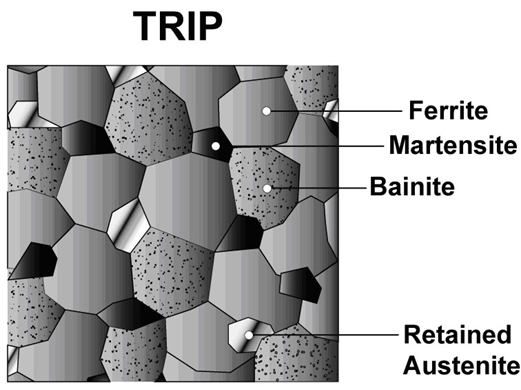 TRIP
Ferrite
Martensite
Bainite
Retained
Austenite